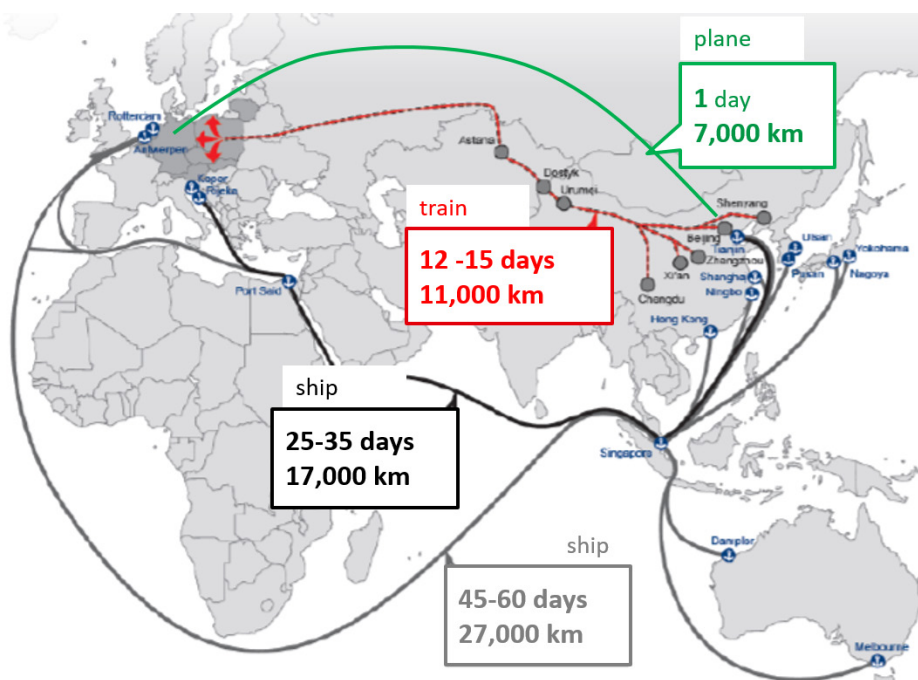 plane
1 day
7,000 km
Rotterdam
Antwerpen
Koper
Rijeka
Astana
Dostyk
Urumqi
train
12 -15 days
11,000 km
Shenyang
Beijing
Tianjin
Zhengzhou
Xi'an
Chengdu
Shanghai
Ningbo
Ulsan
Pusan
Yokohama
Nagoya
Hong Kong
Port Said
ship
25-35 days
17,000 km
Singapore
ship
45-60 days
27,000 km
Dampier
Melbourne